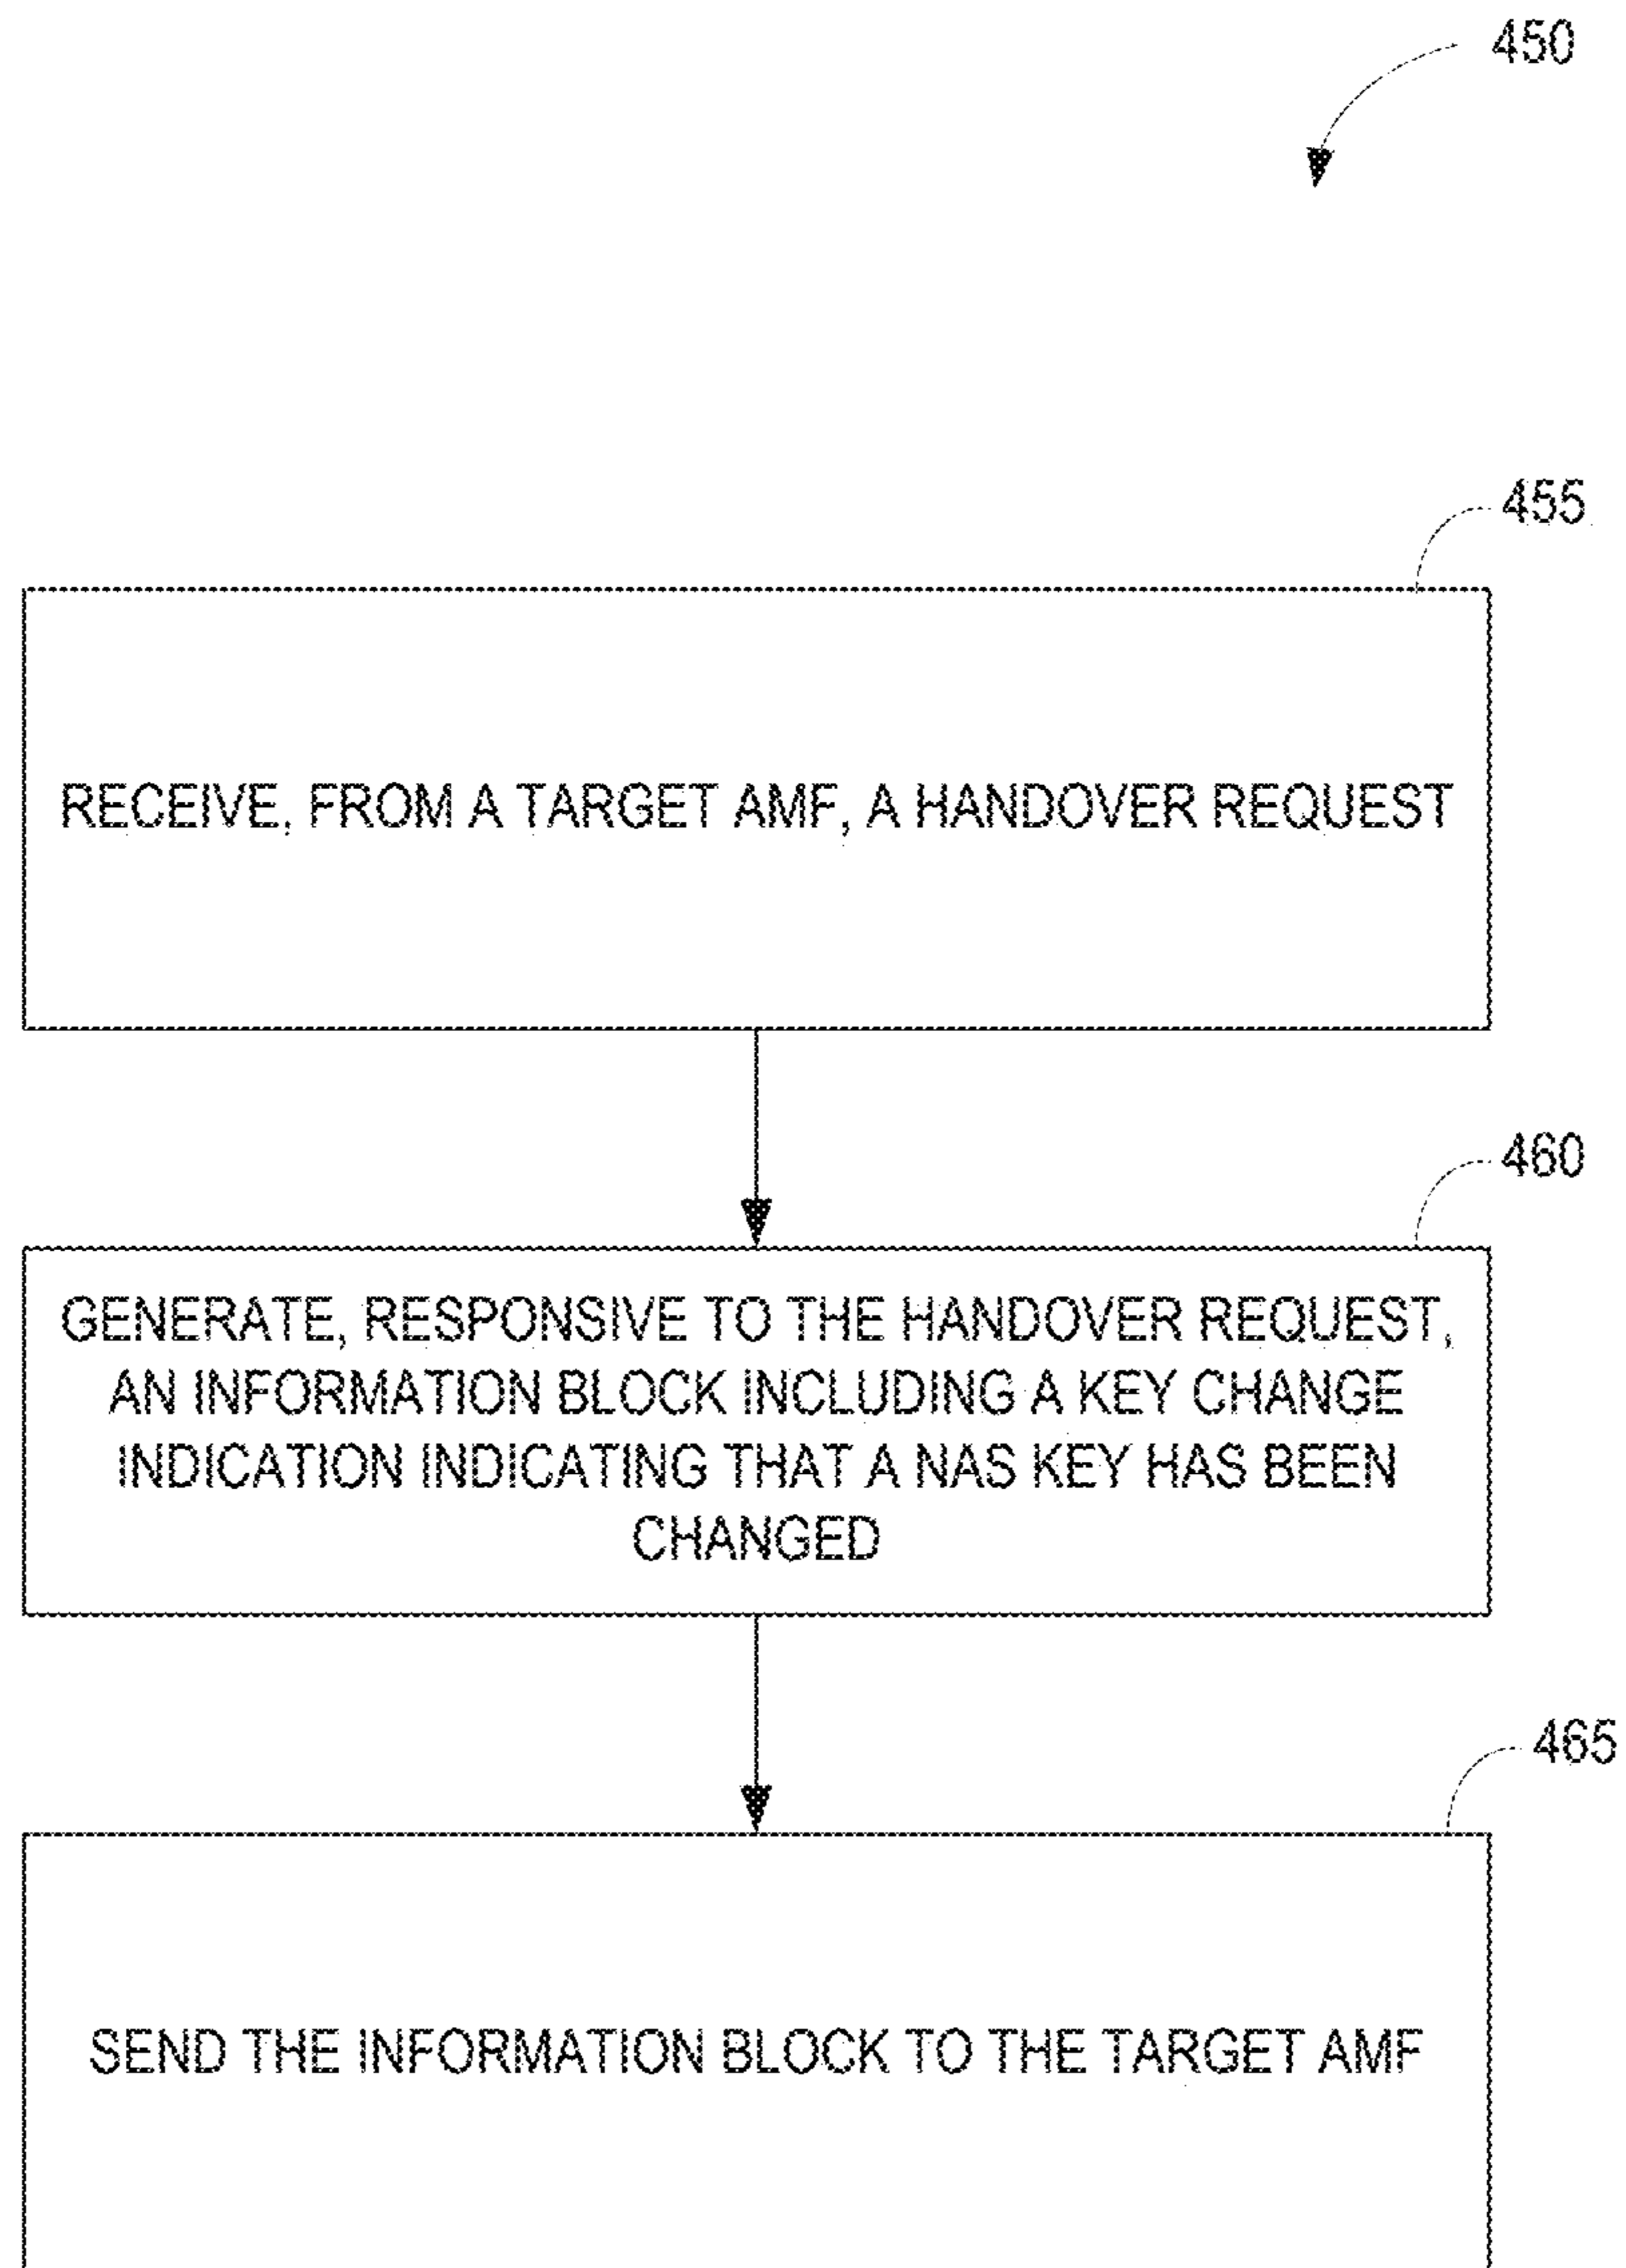 450
455
RECEIVE, FROM A TARGET AMF, A HANDOVER REQUEST
460
GENERATE, RESPONSIVE TO THE HANDOVER REQUEST,
AN INFORMATION BLOCK INCLUDING A KEY CHANGE
INDICATION INDICATING THAT A NAS KEY HAS BEEN
CHANGED
465
SEND THE INFORMATION BLOCK TO THE TARGET AMF